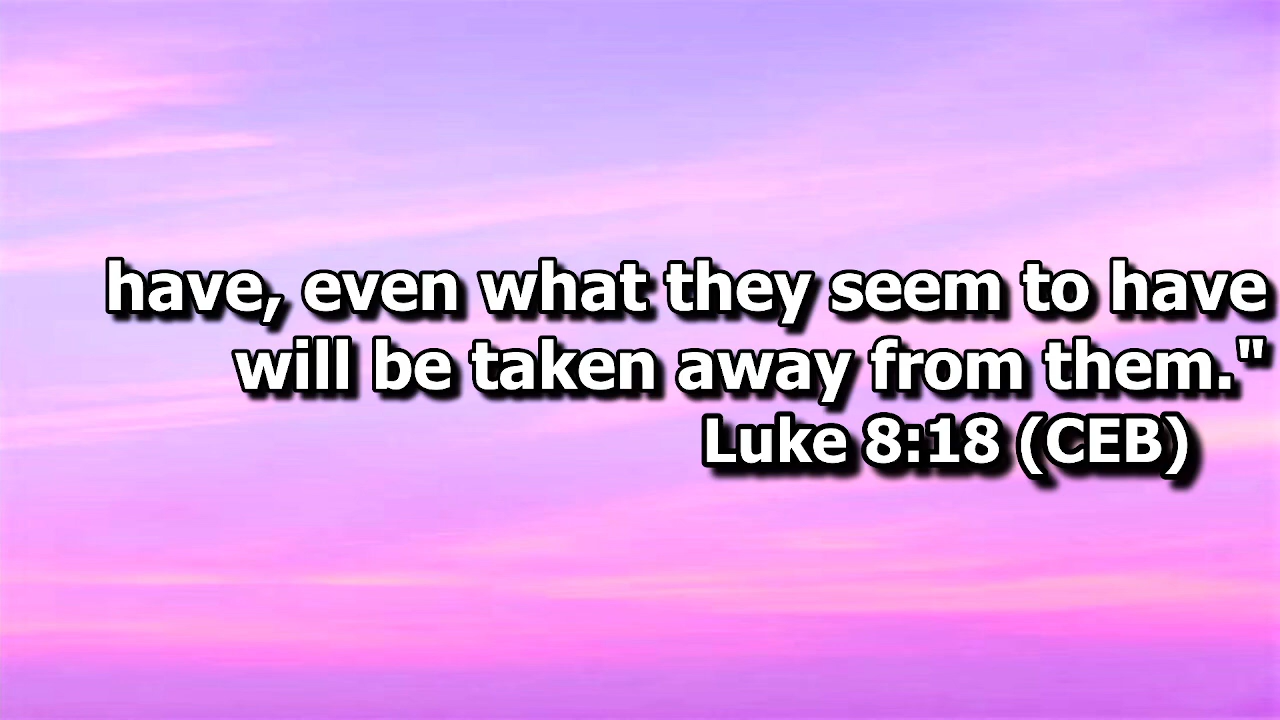 have, even what they seem to have
will be taken away from them."
Luke 8:18 (CEB)